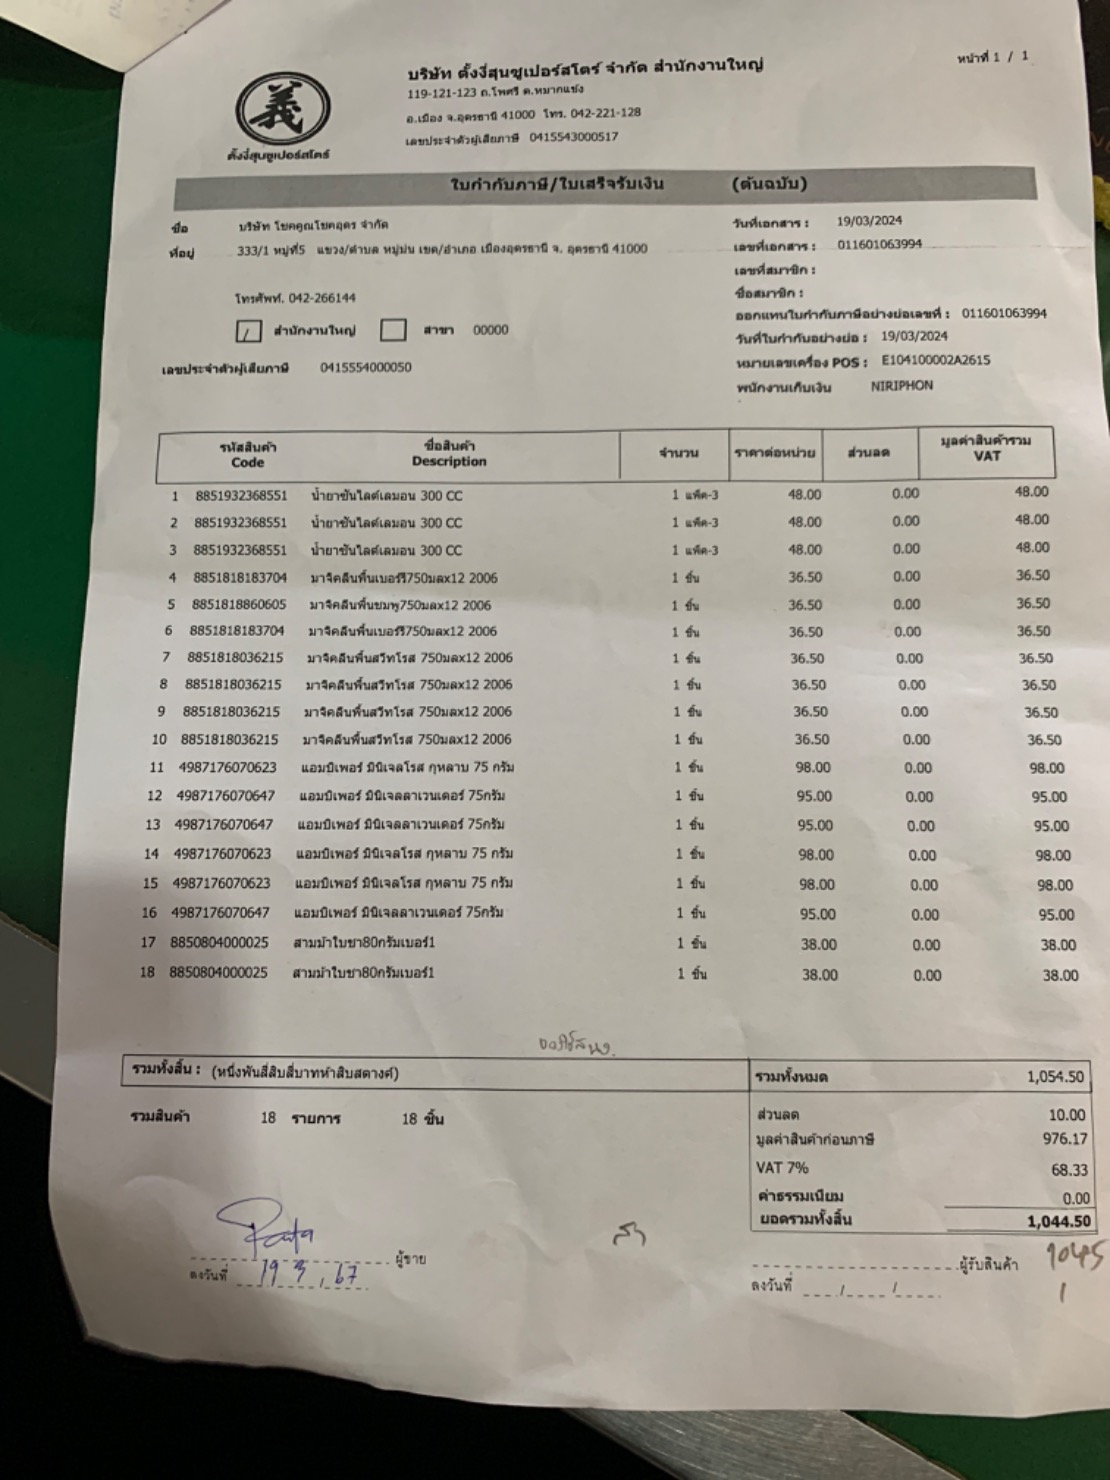 หน้าที่ 1 / 1
義
ตั้งงี่สุนซูเปอร์สโตร์
บริษัท ตั้งงี่สุนซูเปอร์สโตร์ จำกัด สำนักงานใหญ่
119-121-123 ถ.โพศรี ต.หมากแข้ง
อ.เมือง จ.อุดรธานี 41000 โทร. 042-221-128
เลขประจำตัวผู้เสียภาษี 0415543000517
ใบกำกับภาษี/ใบเสร็จรับเงิน (ต้นฉบับ)
ชื่อ บริษัท โชคคูณโชคอุดร จำกัด
ที่อยู่ 333/1 หมู่ที่5 แขวง/ตำบล หมู่ม่น เขต/อำเภอ เมืองอุดรธานี จ. อุดรธานี 41000
โทรศัพท์. 042-266144
/ สำนักงานใหญ่ สาขา 00000
เลขประจำตัวผู้เสียภาษี 0415554000050
วันที่เอกสาร : 19/03/2024
เลขที่เอกสาร : 011601063994
เลขที่สมาชิก :
ชื่อสมาชิก :
ออกแทนใบกำกับภาษีอย่างย่อเลขที่ : 011601063994
วันที่ใบกำกับอย่างย่อ : 19/03/2024
หมายเลขเครื่อง POS : E104100002A2615
พนักงานเก็บเงิน NIRIPHON
รหัสสินค้า ชื่อสินค้า จำนวน ราคาต่อหน่วย ส่วนลด มูลค่าสินค้ารวม
Code Description VAT
1 8851932368551 น้ำยาซันไลต์เลมอน 300 CC 1 แพ็ค-3 48.00 0.00 48.00
2 8851932368551 น้ำยาซันไลต์เลมอน 300 CC 1 แพ็ค-3 48.00 0.00 48.00
3 8851932368551 น้ำยาซันไลต์เลมอน 300 CC 1 แพ็ค-3 48.00 0.00 48.00
4 8851818183704 มาจิคลีนพื้นเบอร์รี่750มลx12 2006 1 ชิ้น 36.50 0.00 36.50
5 8851818860605 มาจิคลีนพื้นชมพู750มลx12 2006 1 ชิ้น 36.50 0.00 36.50
6 8851818183704 มาจิคลีนพื้นเบอร์รี่750มลx12 2006 1 ชิ้น 36.50 0.00 36.50
7 8851818036215 มาจิคลีนพื้นสวีทโรส 750มลx12 2006 1 ชิ้น 36.50 0.00 36.50
8 8851818036215 มาจิคลีนพื้นสวีทโรส 750มลx12 2006 1 ชิ้น 36.50 0.00 36.50
9 8851818036215 มาจิคลีนพื้นสวีทโรส 750มลx12 2006 1 ชิ้น 36.50 0.00 36.50
10 8851818036215 มาจิคลีนพื้นสวีทโรส 750มลx12 2006 1 ชิ้น 36.50 0.00 36.50
11 4987176070623 แอมบิเพอร์ มินิเจลโรส กุหลาบ 75 กรัม 1 ชิ้น 98.00 0.00 98.00
12 4987176070647 แอมบิเพอร์ มินิเจลลาเวนเดอร์ 75กรัม 1 ชิ้น 95.00 0.00 95.00
13 4987176070647 แอมบิเพอร์ มินิเจลลาเวนเดอร์ 75กรัม 1 ชิ้น 95.00 0.00 95.00
14 4987176070623 แอมบิเพอร์ มินิเจลโรส กุหลาบ 75 กรัม 1 ชิ้น 98.00 0.00 98.00
15 4987176070623 แอมบิเพอร์ มินิเจลโรส กุหลาบ 75 กรัม 1 ชิ้น 98.00 0.00 98.00
16 4987176070647 แอมบิเพอร์ มินิเจลลาเวนเดอร์ 75กรัม 1 ชิ้น 95.00 0.00 95.00
17 8850804000025 สามม้าใบชา80กรัมเบอร์1 1 ชิ้น 38.00 0.00 38.00
18 8850804000025 สามม้าใบชา80กรัมเบอร์1 1 ชิ้น 38.00 0.00 38.00
รวมทั้งสิ้น : (หนึ่งพันสี่สิบสี่บาทห้าสิบสตางค์)
รวมสินค้า 18 รายการ 18 ชิ้น
รวมทั้งหมด 1,054.50
ส่วนลด 10.00
มูลค่าสินค้าก่อนภาษี 976.17
VAT 7% 68.33
ค่าธรรมเนียม 0.00
ยอดรวมทั้งสิ้น 1,044.50
ผู้ขาย
ลงวันที่ 19 3 , 67
ผู้รับสินค้า 1045
ลงวันที่ / /